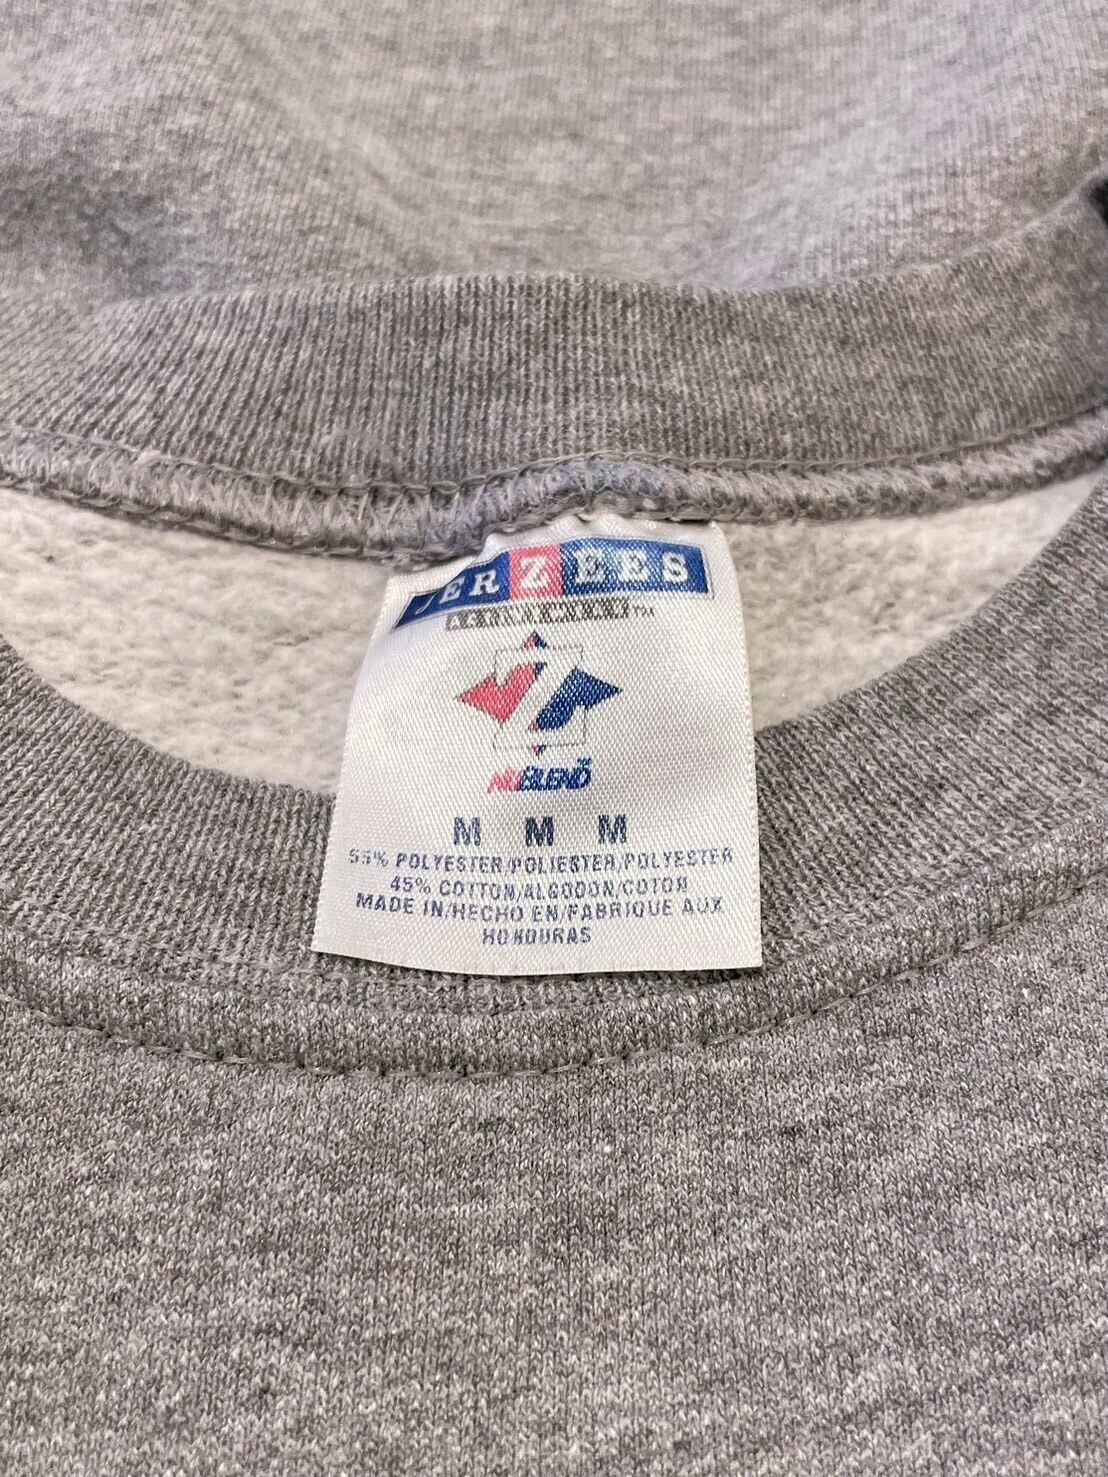 JERZEES
NUBLEND
M M M
55% POLYESTER/POLIESTER/POLYESTER
45% COTTON/ALGODON/COTON
MADE IN/HECHO EN/FABRIQUE AUX
HONDURAS